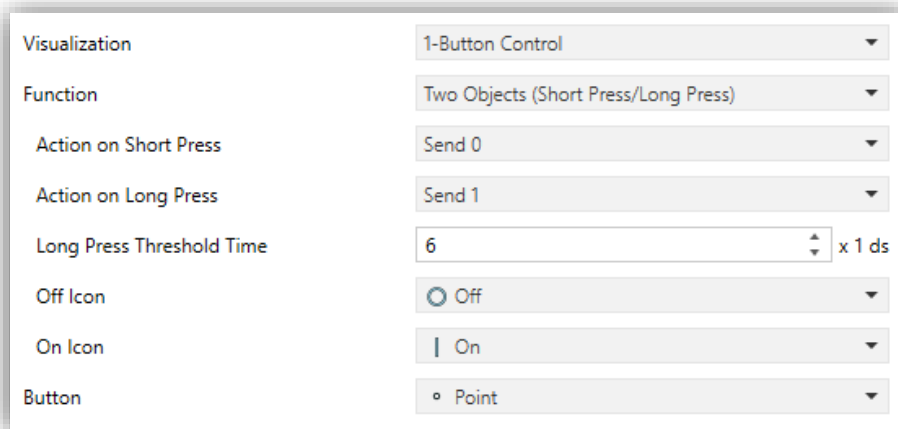 Visualization 1-Button Control
Function Two Objects (Short Press/Long Press)
Action on Short Press Send 0
Action on Long Press Send 1
Long Press Threshold Time 6 x 1 ds
Off Icon Off
On Icon On
Button Point